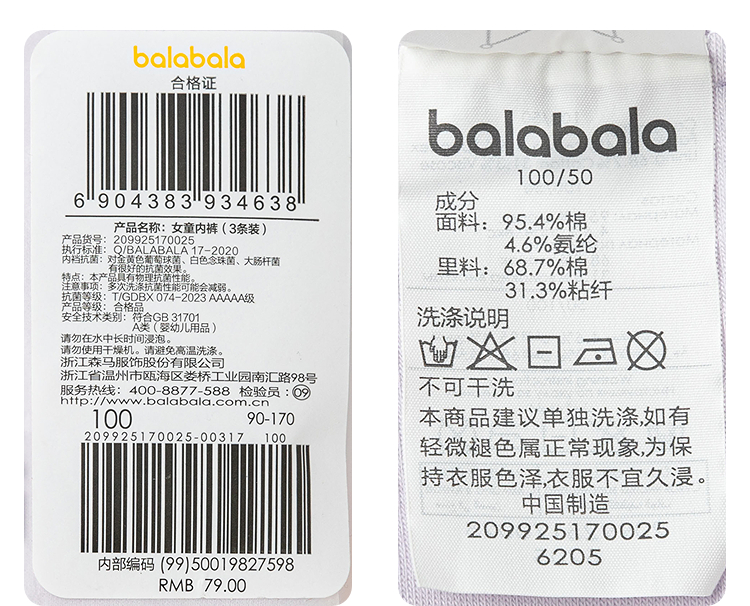 balabala
合格证
6 904383 934638
产品名称：女童内裤（3条装）
产品货号：209925170025
执行标准：Q/BALABALA 17-2020
内裆抗菌：对金黄色葡萄球菌、白色念珠菌、大肠杆菌
有很好的抗菌效果。
特点：本产品具有物理抗菌性能。
注意事项：多次洗涤抗菌性能可能会减弱。
抗菌等级：T/GDBX 074-2023 AAAAA级
产品等级：合格品
安全技术类别：符合GB 31701
A类（婴幼儿用品）
请勿在水中长时间浸泡。
请勿使用干燥机。请避免高温洗涤。
浙江森马服饰股份有限公司
浙江省温州市瓯海区娄桥工业园南汇路98号
服务热线：400-8877-588 检验员：09
http://www.balabala.com.cn
100 90-170
209925170025-00317 100
内部编码 (99)50019827598
RMB 79.00
balabala
100/50
成分
面料：95.4%棉
4.6%氨纶
里料：68.7%棉
31.3%粘纤
洗涤说明
不可干洗
本商品建议单独洗涤,如有
轻微褪色属正常现象,为保
持衣服色泽,衣服不宜久浸。
中国制造
209925170025
6205